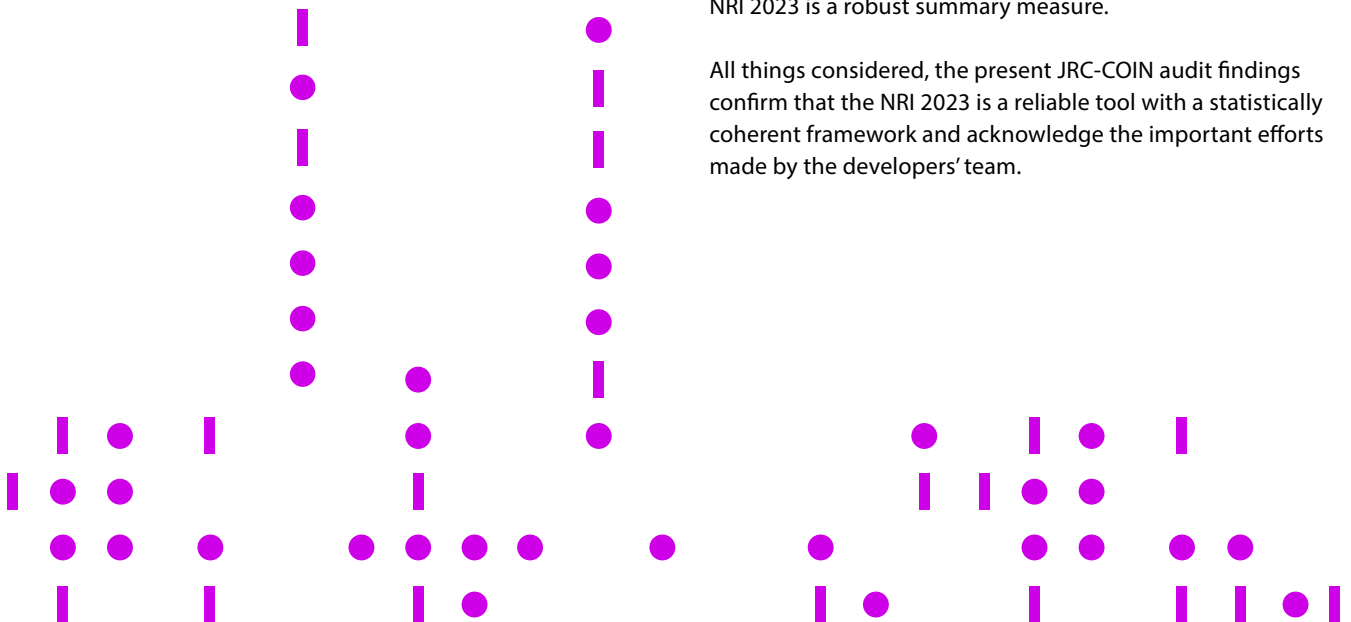 NRI 2023 is a robust summary measure.
All things considered, the present JRC-COIN audit findings
confirm that the NRI 2023 is a reliable tool with a statistically
coherent framework and acknowledge the important efforts
made by the developers’ team.